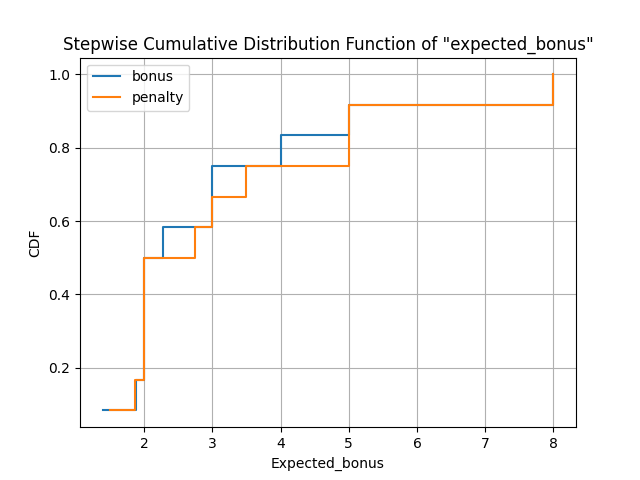 Stepwise Cumulative Distribution Function of "expected_bonus"
bonus
penalty
1.0
0.8
0.6
0.4
0.2
CDF
2 3 4 5 6 7 8
Expected_bonus